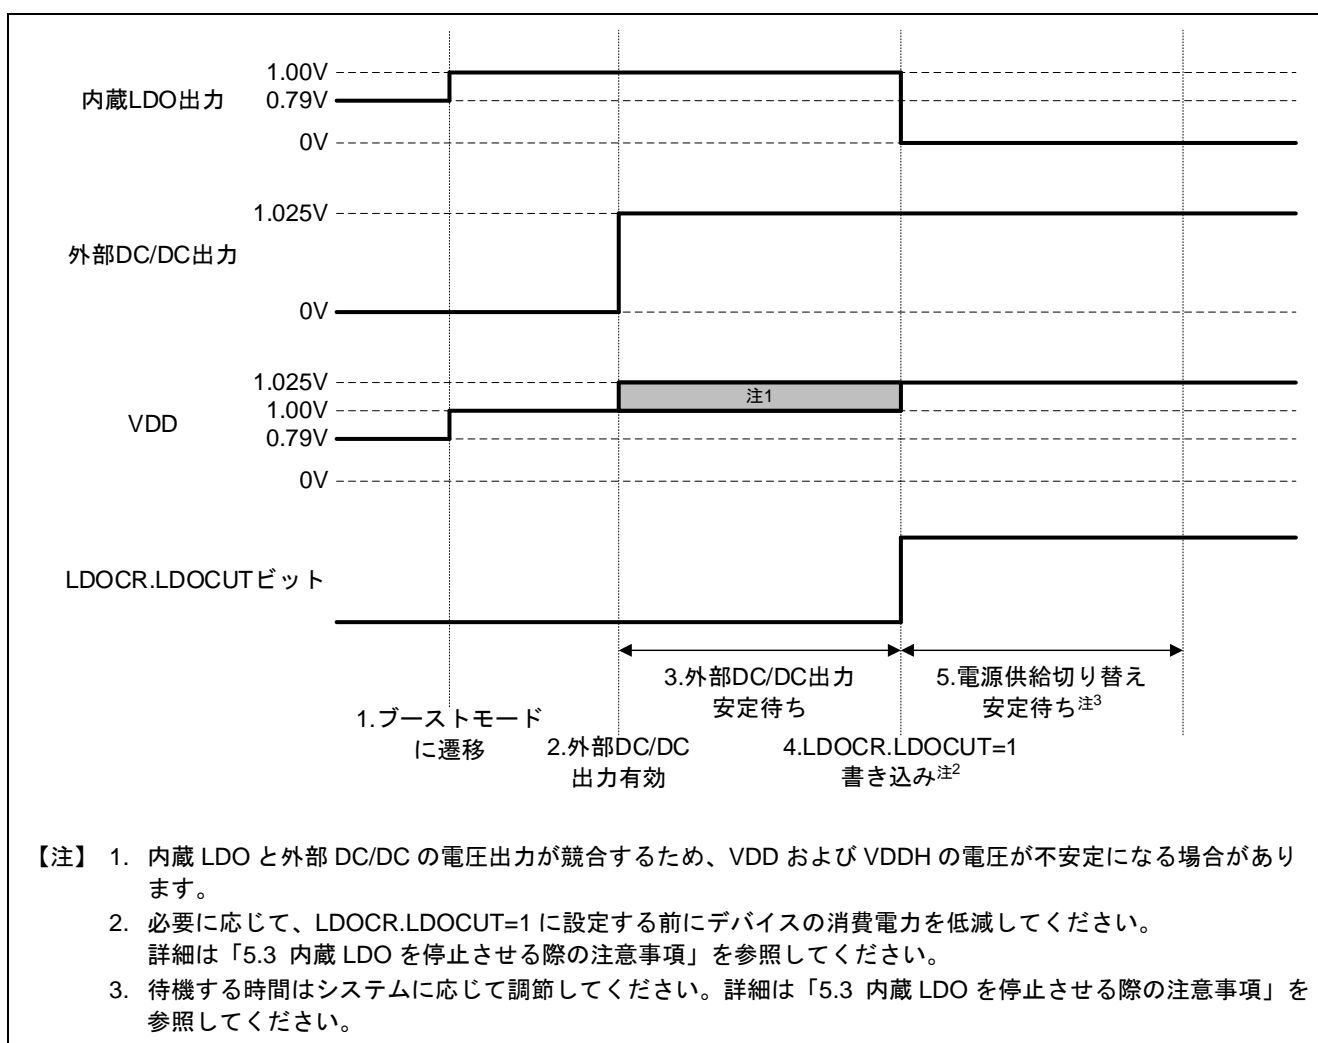 1.00V
内蔵LDO出力
0.79V
0V
1.025V
外部DC/DC出力
0V
1.025V
注1
1.00V
VDD
0.79V
0V
LDOCR.LDOCUTビット
3.外部DC/DC出力
安定待ち
5.電源供給切り替え
安定待ち注3
1.ブーストモード
に遷移
2.外部DC/DC
出力有効
4.LDOCR.LDOCUT=1
書き込み注2
【注】 1. 内蔵 LDO と外部 DC/DC の電圧出力が競合するため、VDD および VDDH の電圧が不安定になる場合があり
ます。
2. 必要に応じて、LDOCR.LDOCUT=1 に設定する前にデバイスの消費電力を低減してください。
詳細は「5.3 内蔵 LDO を停止させる際の注意事項」を参照してください。
3. 待機する時間はシステムに応じて調節してください。詳細は「5.3 内蔵 LDO を停止させる際の注意事項」を
参照してください。